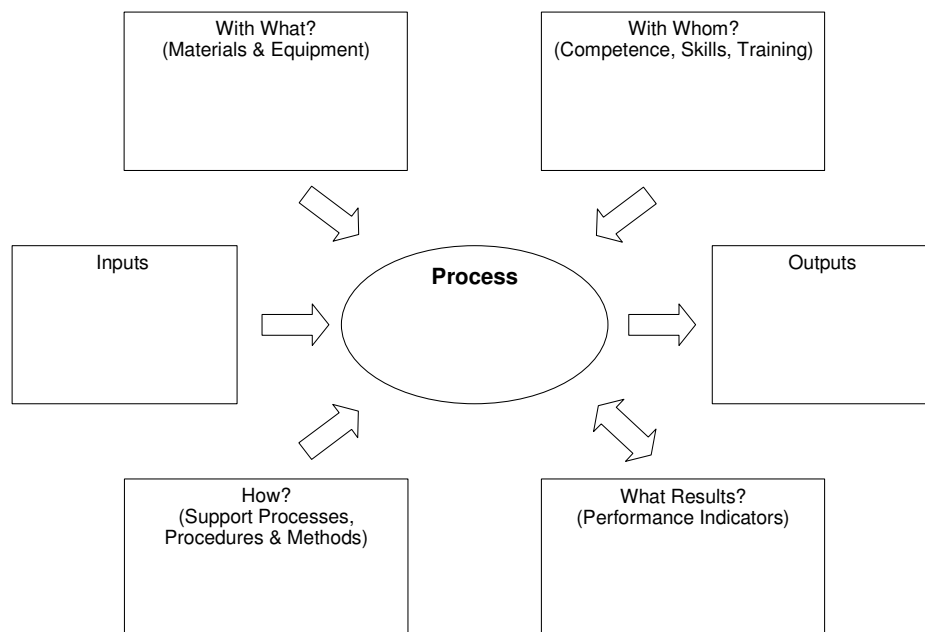 With What?
(Materials & Equipment)
With Whom?
(Competence, Skills, Training)
Inputs
Process
Outputs
How?
(Support Processes,
Procedures & Methods)
What Results?
(Performance Indicators)